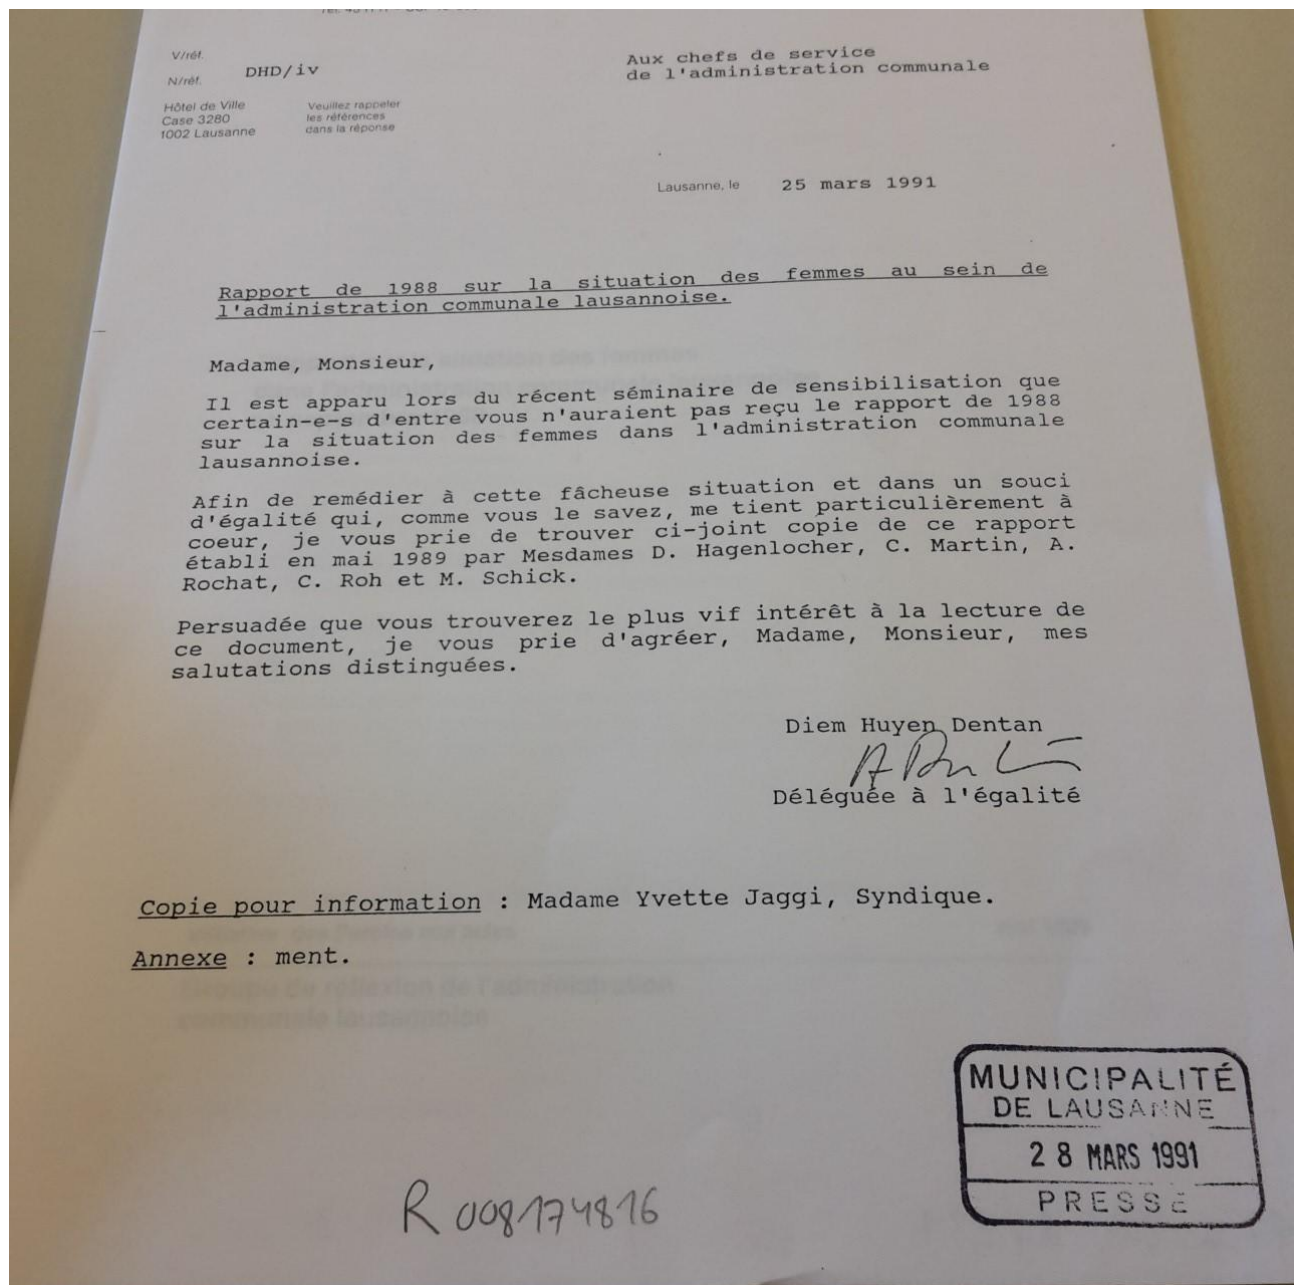 V/réf.
N/réf. DHD/iv
Hôtel de Ville
Case 3280
1002 Lausanne
Veuillez rappeler
les références
dans la réponse
Aux chefs de service
de l'administration communale
Lausanne, le 25 mars 1991
Rapport de 1988 sur la situation des femmes au sein de
l'administration communale lausannoise.
Madame, Monsieur,
Il est apparu lors du récent séminaire de sensibilisation que
certain-e-s d'entre vous n'auraient pas reçu le rapport de 1988
sur la situation des femmes dans l'administration communale
lausannoise.
Afin de remédier à cette fâcheuse situation et dans un souci
d'égalité qui, comme vous le savez, me tient particulièrement à
coeur, je vous prie de trouver ci-joint copie de ce rapport
établi en mai 1989 par Mesdames D. Hagenlocher, C. Martin, A.
Rochat, C. Roh et M. Schick.
Persuadée que vous trouverez le plus vif intérêt à la lecture de
ce document, je vous prie d'agréer, Madame, Monsieur, mes
salutations distinguées.
Diem Huyen Dentan
Déléguée à l'égalité
Copie pour information : Madame Yvette Jaggi, Syndique.
Annexe : ment.
Groupe de réflexion de l'administration
communale lausannoise
MUNICIPALITÉ
DE LAUSANNE
28 MARS 1991
PRESSE
R 008174816